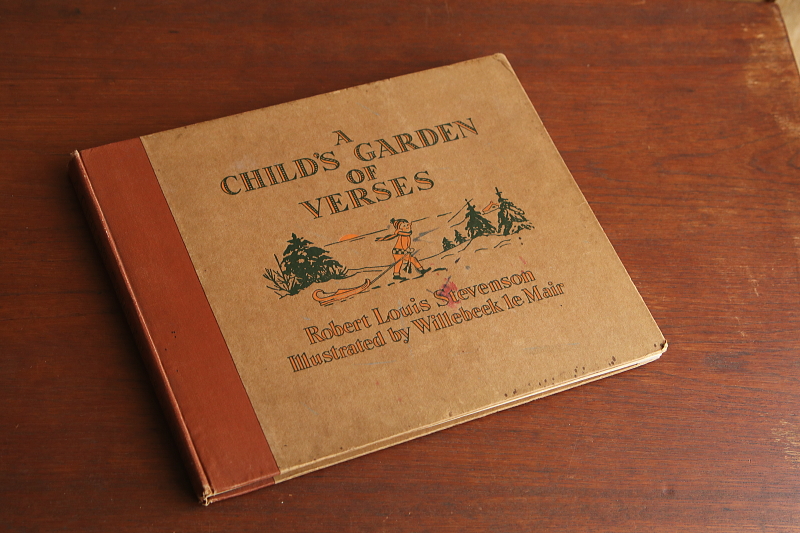 A
CHILD'S GARDEN
OF
VERSES
Robert Louis Stevenson
Illustrated by Willebeek le Mair